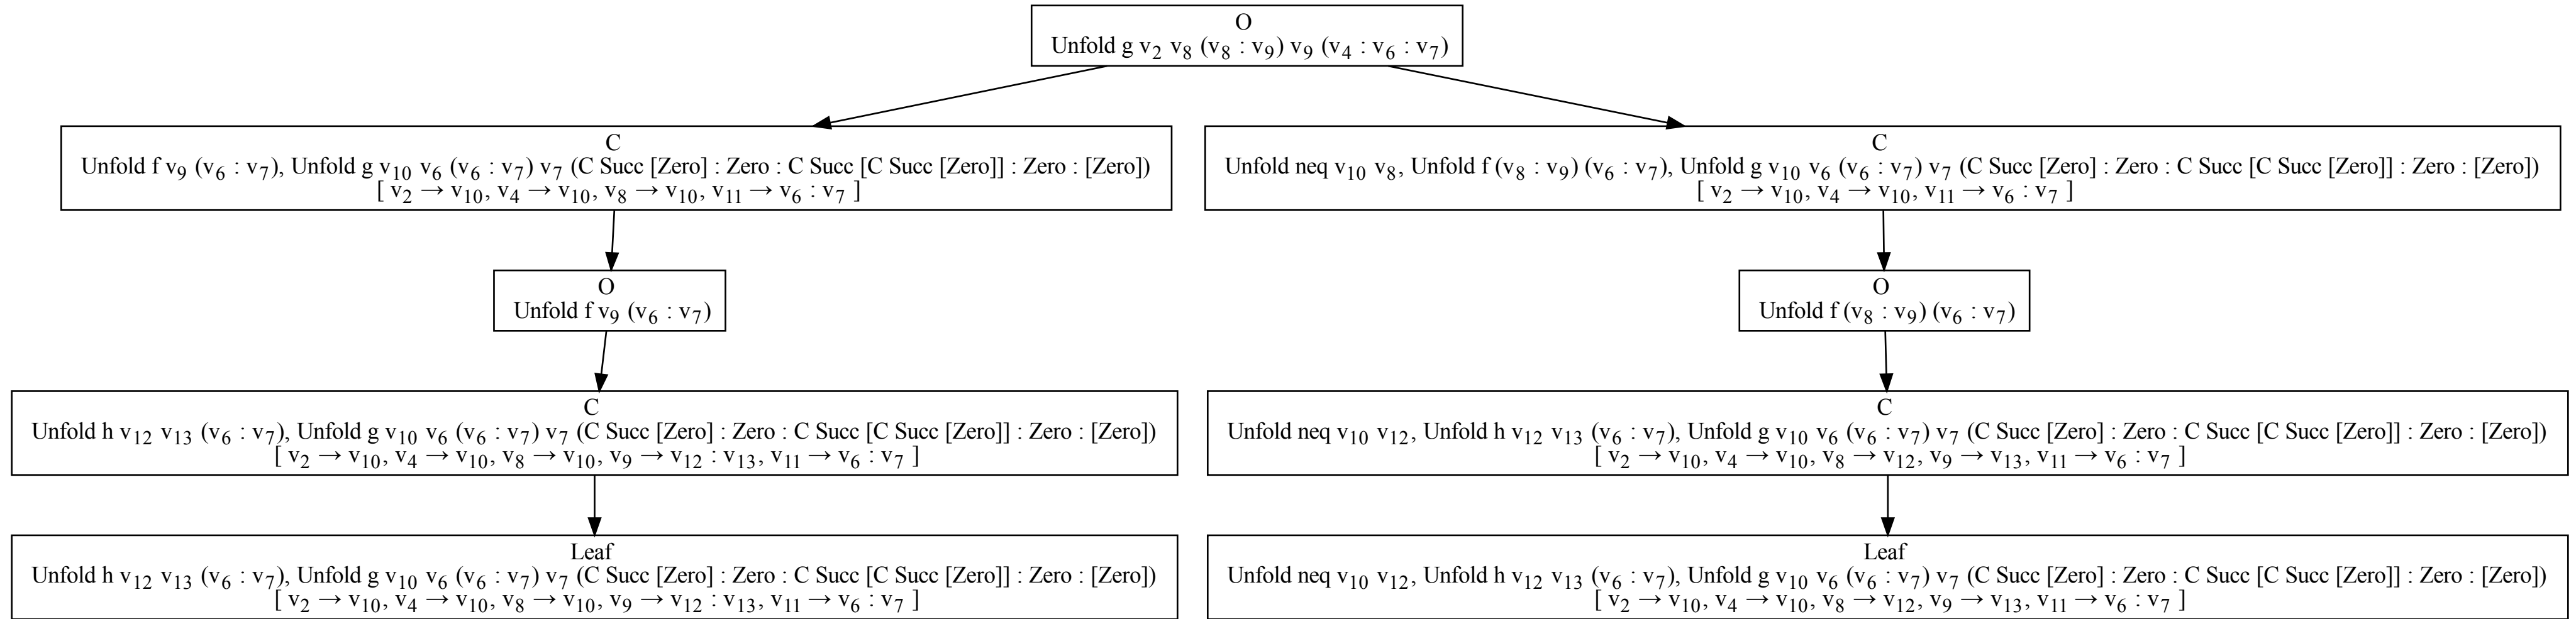 O
Unfold g v₂ v₈ (v₈ : v₉) v₉ (v₄ : v₆ : v₇)
C
Unfold f v₉ (v₆ : v₇), Unfold g v₁₀ v₆ (v₆ : v₇) v₇ (C Succ [Zero] : Zero : C Succ [C Succ [Zero]] : Zero : [Zero])
[ v₂ → v₁₀, v₄ → v₁₀, v₈ → v₁₀, v₁₁ → v₆ : v₇ ]
C
Unfold neq v₁₀ v₈, Unfold f (v₈ : v₉) (v₆ : v₇), Unfold g v₁₀ v₆ (v₆ : v₇) v₇ (C Succ [Zero] : Zero : C Succ [C Succ [Zero]] : Zero : [Zero])
[ v₂ → v₁₀, v₄ → v₁₀, v₁₁ → v₆ : v₇ ]
O
Unfold f v₉ (v₆ : v₇)
O
Unfold f (v₈ : v₉) (v₆ : v₇)
C
Unfold h v₁₂ v₁₃ (v₆ : v₇), Unfold g v₁₀ v₆ (v₆ : v₇) v₇ (C Succ [Zero] : Zero : C Succ [C Succ [Zero]] : Zero : [Zero])
[ v₂ → v₁₀, v₄ → v₁₀, v₈ → v₁₀, v₉ → v₁₂ : v₁₃, v₁₁ → v₆ : v₇ ]
C
Unfold neq v₁₀ v₁₂, Unfold h v₁₂ v₁₃ (v₆ : v₇), Unfold g v₁₀ v₆ (v₆ : v₇) v₇ (C Succ [Zero] : Zero : C Succ [C Succ [Zero]] : Zero : [Zero])
[ v₂ → v₁₀, v₄ → v₁₀, v₈ → v₁₂, v₉ → v₁₃, v₁₁ → v₆ : v₇ ]
Leaf
Unfold h v₁₂ v₁₃ (v₆ : v₇), Unfold g v₁₀ v₆ (v₆ : v₇) v₇ (C Succ [Zero] : Zero : C Succ [C Succ [Zero]] : Zero : [Zero])
[ v₂ → v₁₀, v₄ → v₁₀, v₈ → v₁₀, v₉ → v₁₂ : v₁₃, v₁₁ → v₆ : v₇ ]
Leaf
Unfold neq v₁₀ v₁₂, Unfold h v₁₂ v₁₃ (v₆ : v₇), Unfold g v₁₀ v₆ (v₆ : v₇) v₇ (C Succ [Zero] : Zero : C Succ [C Succ [Zero]] : Zero : [Zero])
[ v₂ → v₁₀, v₄ → v₁₀, v₈ → v₁₂, v₉ → v₁₃, v₁₁ → v₆ : v₇ ]